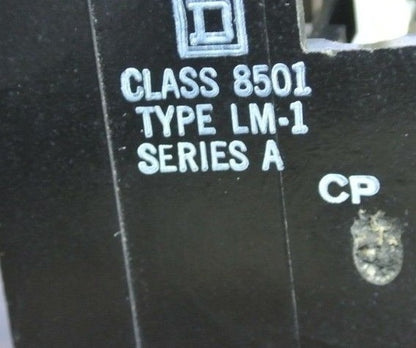 D
CLASS 8501
TYPE LM-1
SERIES A
CP